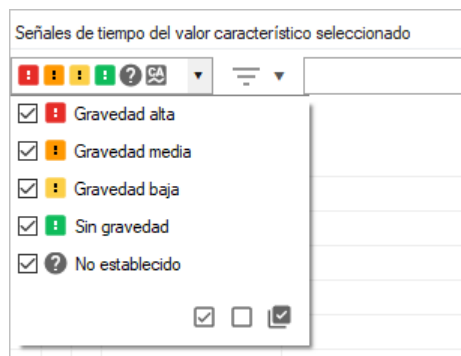 Señales de tiempo del valor característico seleccionado
Gravedad alta
Gravedad media
Gravedad baja
Sin gravedad
No establecido